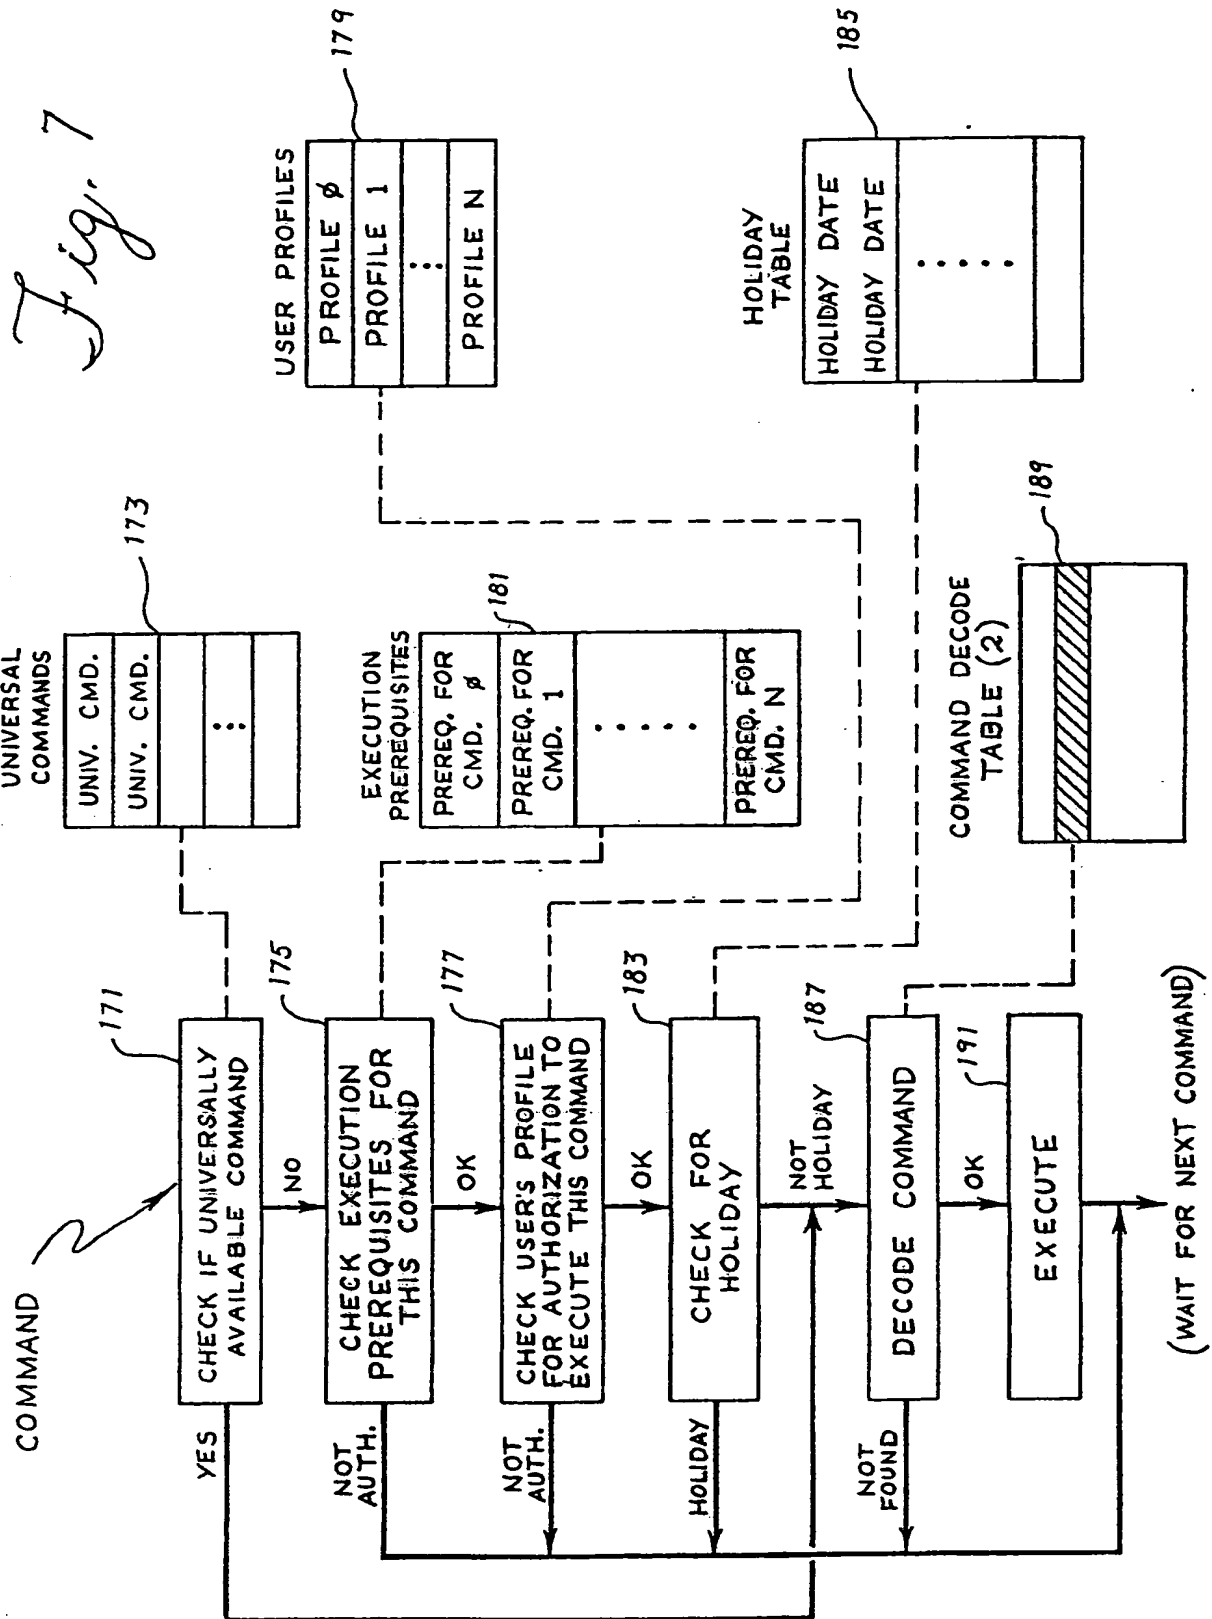 Fig. 7
COMMAND
171
CHECK IF UNIVERSALLY
AVAILABLE COMMAND
YES
NO
UNIVERSAL
COMMANDS
UNIV. CMD.
UNIV. CMD.
173
175
CHECK EXECUTION
PREREQUISITES FOR
THIS COMMAND
NOT
AUTH.
OK
EXECUTION
PREREQUISITES
PREREQ. FOR
CMD. ø
PREREQ. FOR
CMD. 1
PREREQ. FOR
CMD. N
181
177
CHECK USER'S PROFILE
FOR AUTHORIZATION TO
EXECUTE THIS COMMAND
NOT
AUTH.
OK
USER PROFILES
PROFILE ø
PROFILE 1
PROFILE N
179
183
CHECK FOR
HOLIDAY
HOLIDAY
NOT
HOLIDAY
HOLIDAY
TABLE
HOLIDAY DATE
HOLIDAY DATE
185
187
DECODE COMMAND
NOT
FOUND
OK
COMMAND DECODE
TABLE (2)
189
191
EXECUTE
(WAIT FOR NEXT COMMAND)